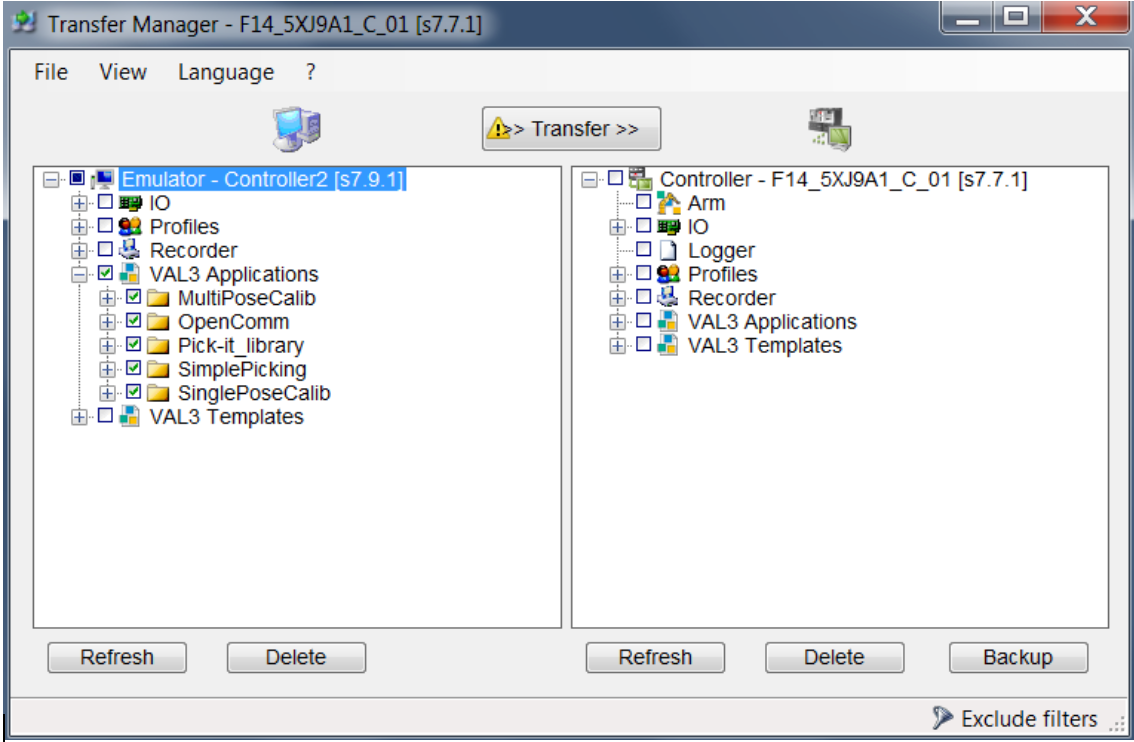 Transfer Manager - F14_5XJ9A1_C_01 [s7.7.1]
File View Language ?
>> Transfer >>
Emulator - Controller2 [s7.9.1]
IO
Profiles
Recorder
VAL3 Applications
MultiPoseCalib
OpenComm
Pick-it_library
SimplePicking
SinglePoseCalib
VAL3 Templates
Controller - F14_5XJ9A1_C_01 [s7.7.1]
Arm
IO
Logger
Profiles
Recorder
VAL3 Applications
VAL3 Templates
Refresh Delete
Refresh Delete Backup
Exclude filters